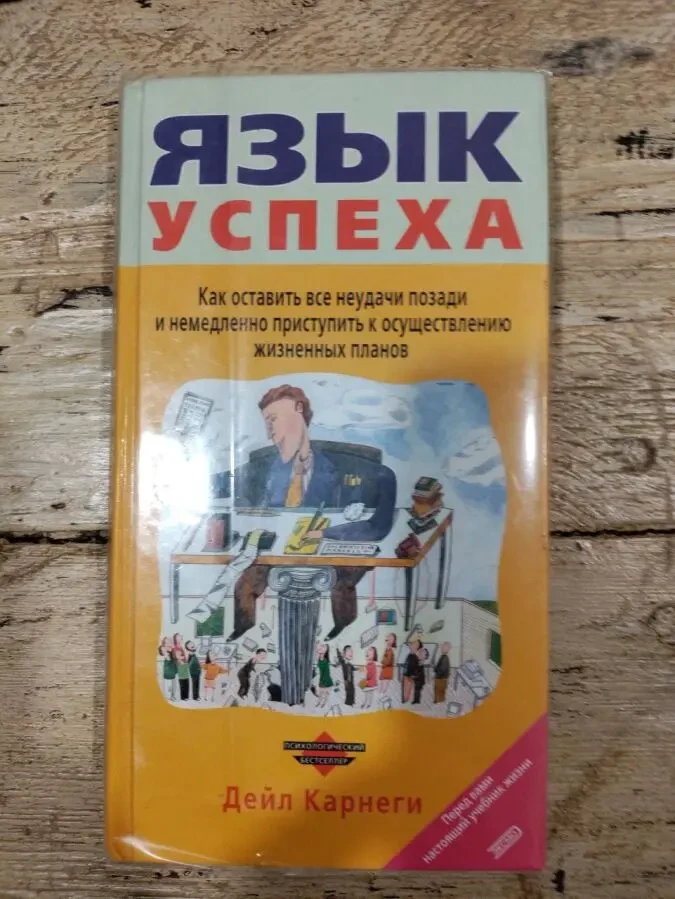 ЯЗЫК
УСПЕХА
Как оставить все неудачи позади
и немедленно приступить к осуществлению
жизненных планов
ПСИХОЛОГИЧЕСКИЙ
БЕСТСЕЛЛЕР
Дейл Карнеги
Перед вами
настоящий учебник жизни
ЭКСМО